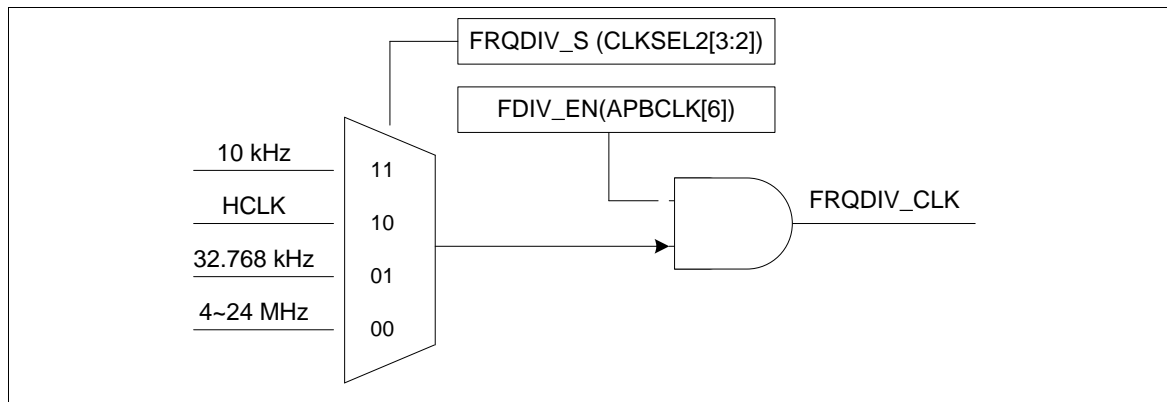 FRQDIV_S (CLKSEL2[3:2])
FDIV_EN(APBCLK[6])
10 kHz
11
HCLK
10
FRQDIV_CLK
32.768 kHz
01
4~24 MHz
00